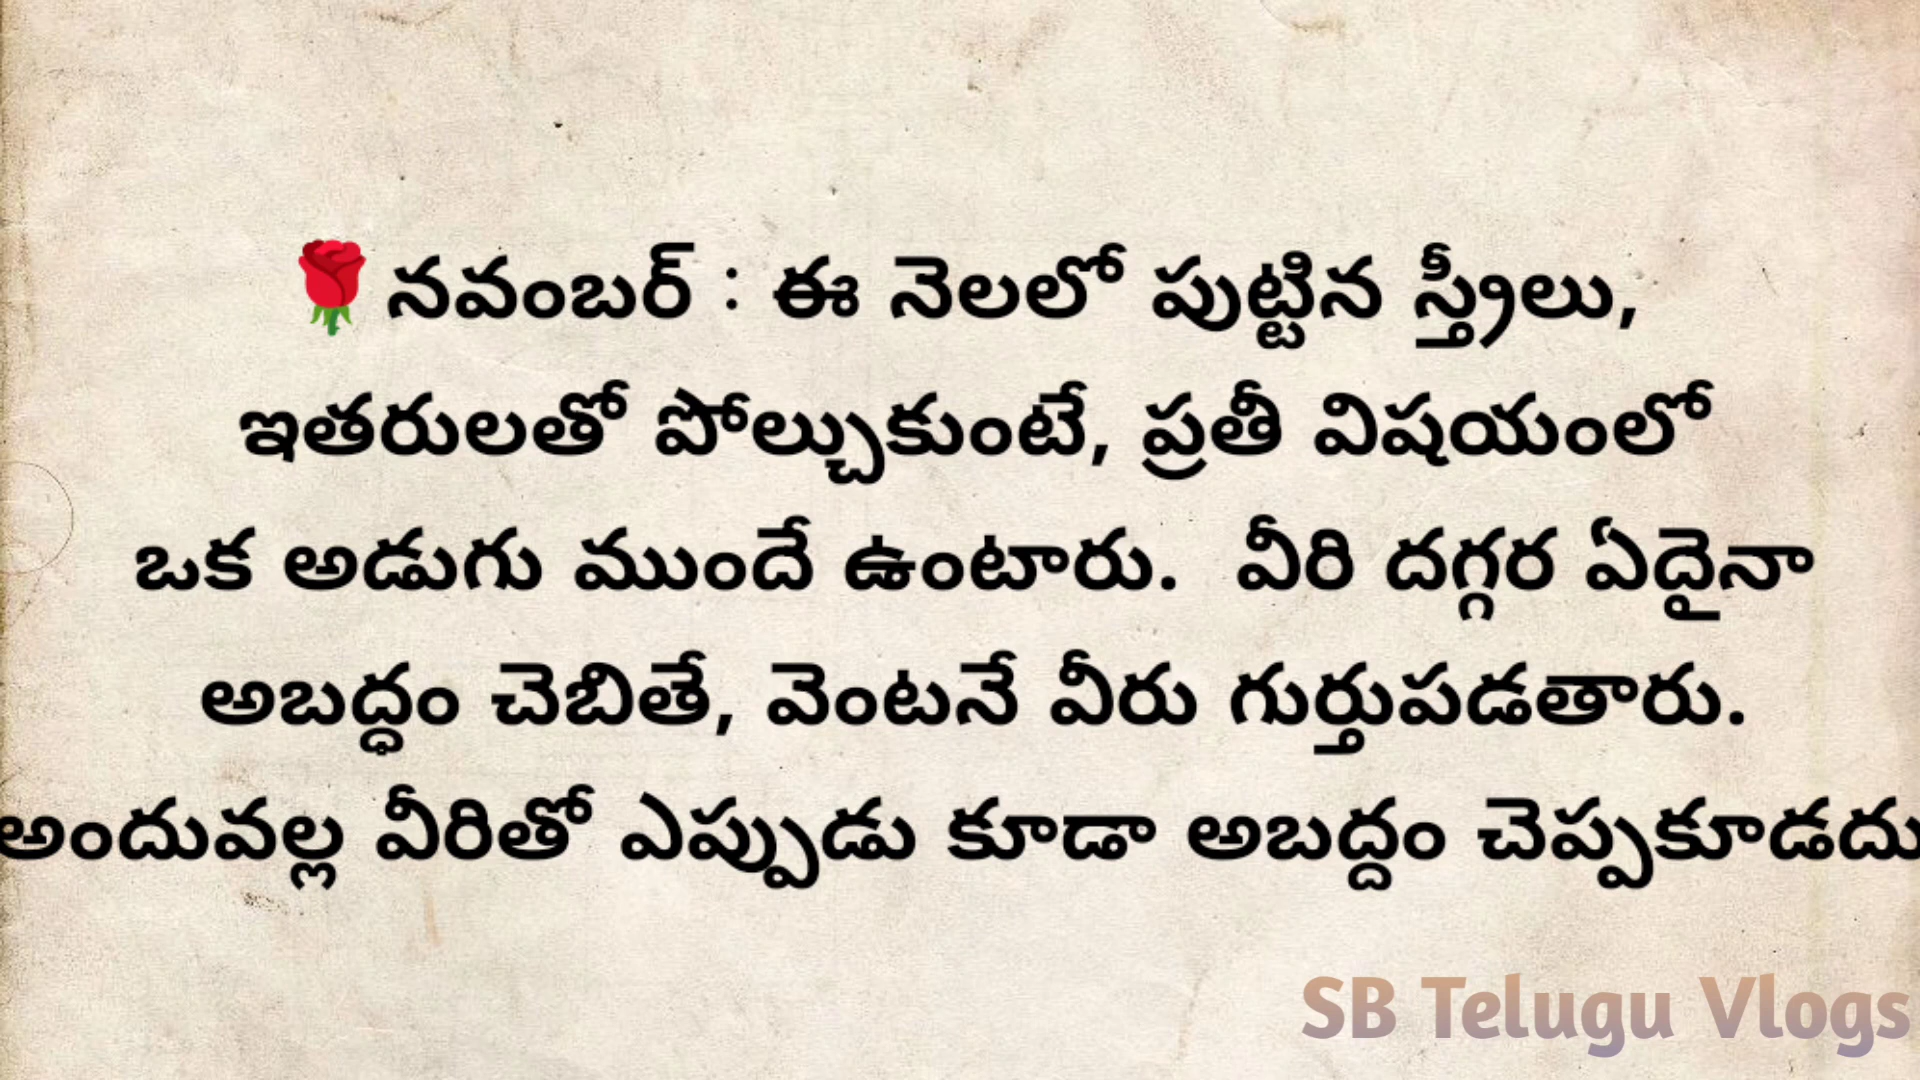 🌹నవంబర్ : ఈ నెలలో పుట్టిన స్త్రీలు,
ఇతరులతో పోల్చుకుంటే, ప్రతీ విషయంలో
ఒక అడుగు ముందే ఉంటారు. వీరి దగ్గర ఏదైనా
అబద్ధం చెబితే, వెంటనే వీరు గుర్తుపడతారు.
అందువల్ల వీరితో ఎప్పుడు కూడా అబద్దం చెప్పకూడదు
SB Telugu Vlogs